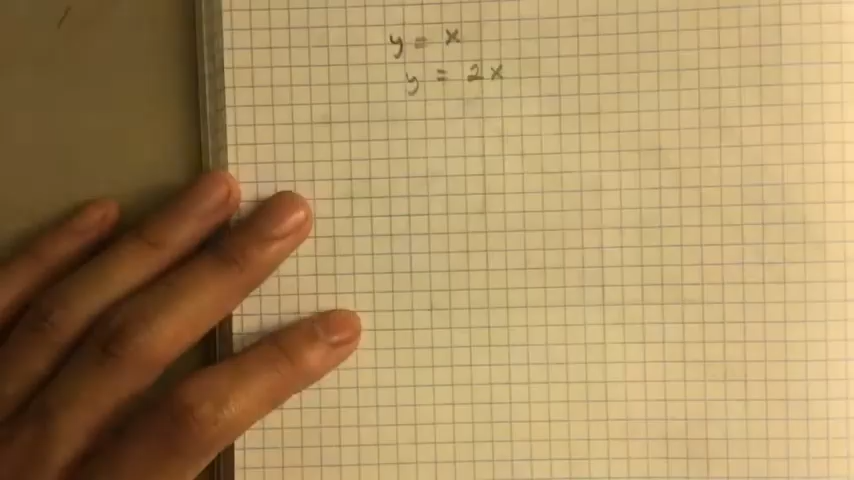 y = x
y = 2x